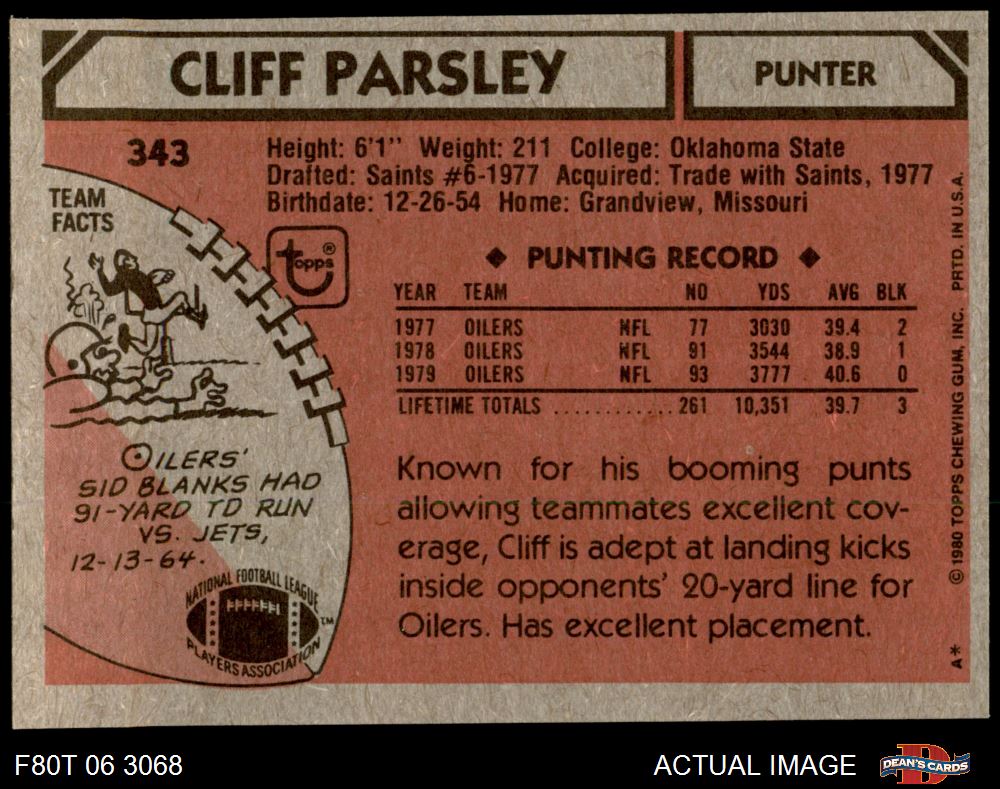 CLIFF PARSLEY
PUNTER
343
Height: 6'1'' Weight: 211 College: Oklahoma State
Drafted: Saints #6-1977 Acquired: Trade with Saints, 1977
Birthdate: 12-26-54 Home: Grandview, Missouri
TEAM
FACTS
topps®
◆ PUNTING RECORD ◆
YEAR TEAM NO YDS AVG BLK
1977 OILERS NFL 77 3030 39.4 2
1978 OILERS NFL 91 3544 38.9 1
1979 OILERS NFL 93 3777 40.6 0
LIFETIME TOTALS ............ 261 10,351 39.7 3
OILERS'
SID BLANKS HAD
91-YARD TD RUN
VS. JETS,
12-13-64.
Known for his booming punts
allowing teammates excellent cov-
erage, Cliff is adept at landing kicks
inside opponents' 20-yard line for
Oilers. Has excellent placement.
NATIONAL FOOTBALL LEAGUE
PLAYERS ASSOCIATION
TM
A* © 1980 TOPPS CHEWING GUM, INC. PRTD. IN U.S.A.
F80T 06 3068
ACTUAL IMAGE
D
DEAN'S CARDS